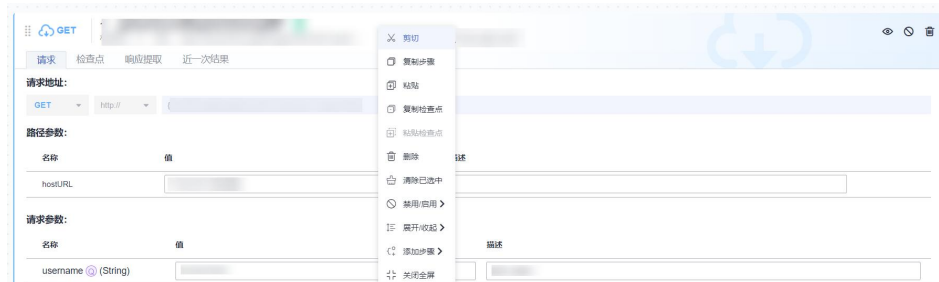 GET
剪切
请求 检查点 响应提取 近一次结果
复制步骤
请求地址:
粘贴
GET http://
复制检查点
路径参数:
粘贴检查点
名称 值 描述
删除
清除已选中
hostURL
禁用/启用
展开/收起
请求参数:
添加步骤
名称 值 描述
username Q (String)
关闭全屏